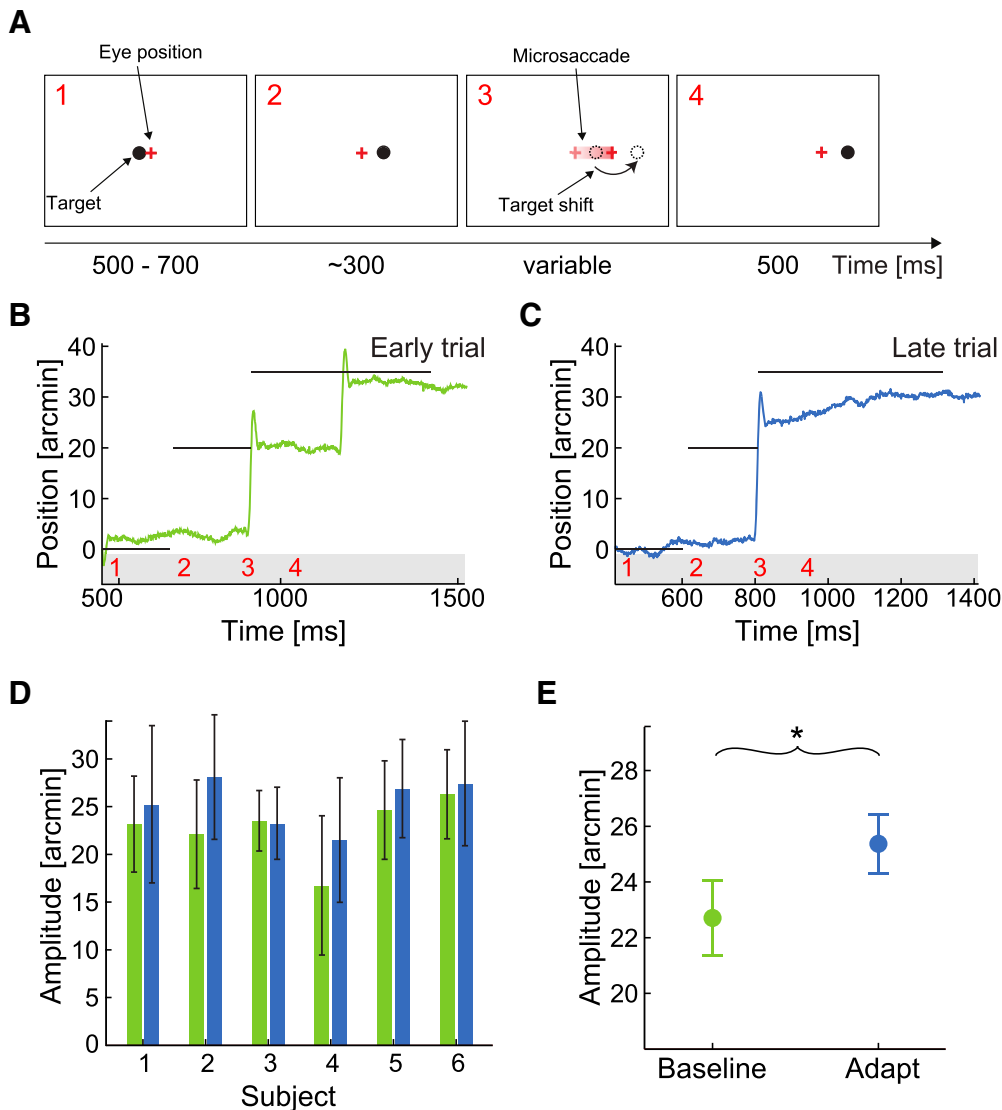 A
Eye position
Microsaccade
1
2
3
4
Target
Target shift
500 - 700
~300
variable
500
Time [ms]
B
Early trial
Position [arcmin]
40
30
20
10
0
1
2
3
4
500
1000
1500
Time [ms]
C
Late trial
Position [arcmin]
40
30
20
10
0
1
2
3
4
600
800
1000
1200
1400
Time [ms]
D
Amplitude [arcmin]
30
25
20
15
10
5
0
1
2
3
4
5
6
Subject
E
*
Amplitude [arcmin]
28
26
24
22
20
Baseline
Adapt